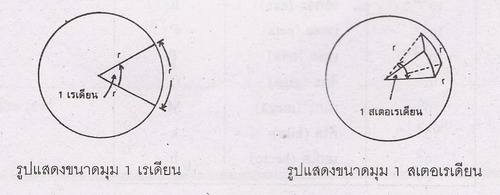 r
r
r
1 เรเดียน
รูปแสดงขนาดมุม 1 เรเดียน
r
r
r
1 สเตอเรเดียน
รูปแสดงขนาดมุม 1 สเตอเรเดียน